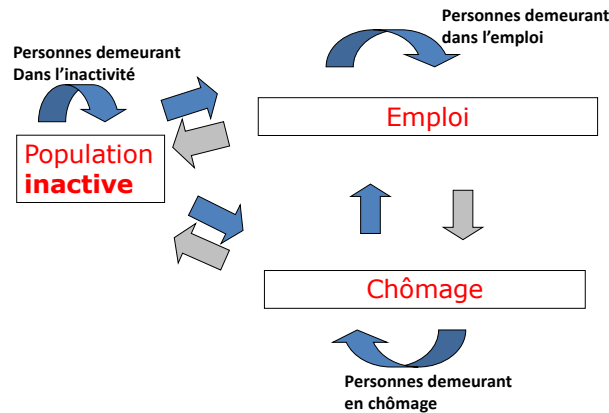 Personnes demeurant
dans l’emploi
Personnes demeurant
Dans l’inactivité
Emploi
Population
inactive
Chômage
Personnes demeurant
en chômage